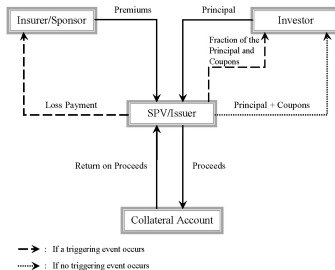 Insurer/Sponsor
Premiums
Principal
Investor
Fraction of the
Principal and
Coupons
Loss Payment
SPV/Issuer
Principal + Coupons
Return on Proceeds
Proceeds
Collateral Account
: If a triggering event occurs
: If no triggering event occurs